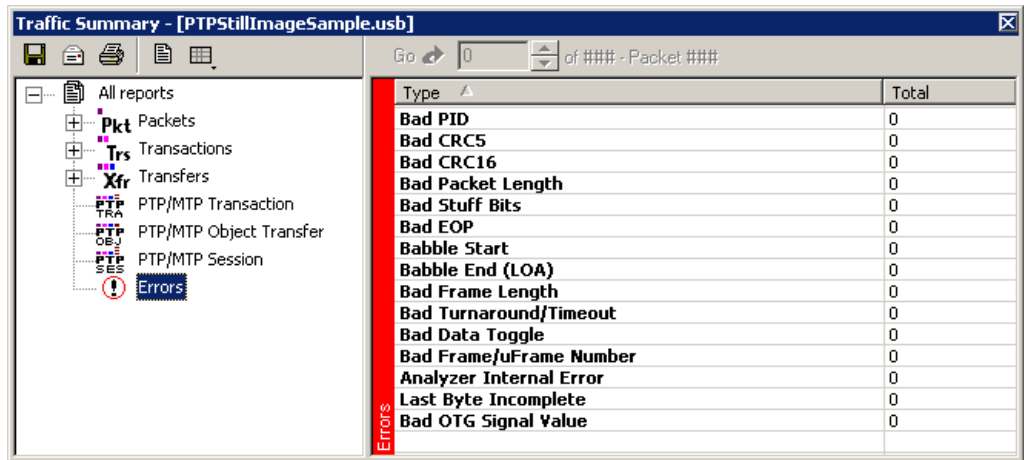 Traffic Summary - [PTPStillImageSample.usb]
Go 0 of ### - Packet ###
All reports
Pkt Packets
Trs Transactions
Xfr Transfers
PTP TRA PTP/MTP Transaction
PTP OBJ PTP/MTP Object Transfer
PTP SES PTP/MTP Session
Errors
Errors
Type Total
Bad PID 0
Bad CRC5 0
Bad CRC16 0
Bad Packet Length 0
Bad Stuff Bits 0
Bad EOP 0
Babble Start 0
Babble End (LOA) 0
Bad Frame Length 0
Bad Turnaround/Timeout 0
Bad Data Toggle 0
Bad Frame/uFrame Number 0
Analyzer Internal Error 0
Last Byte Incomplete 0
Bad OTG Signal Value 0